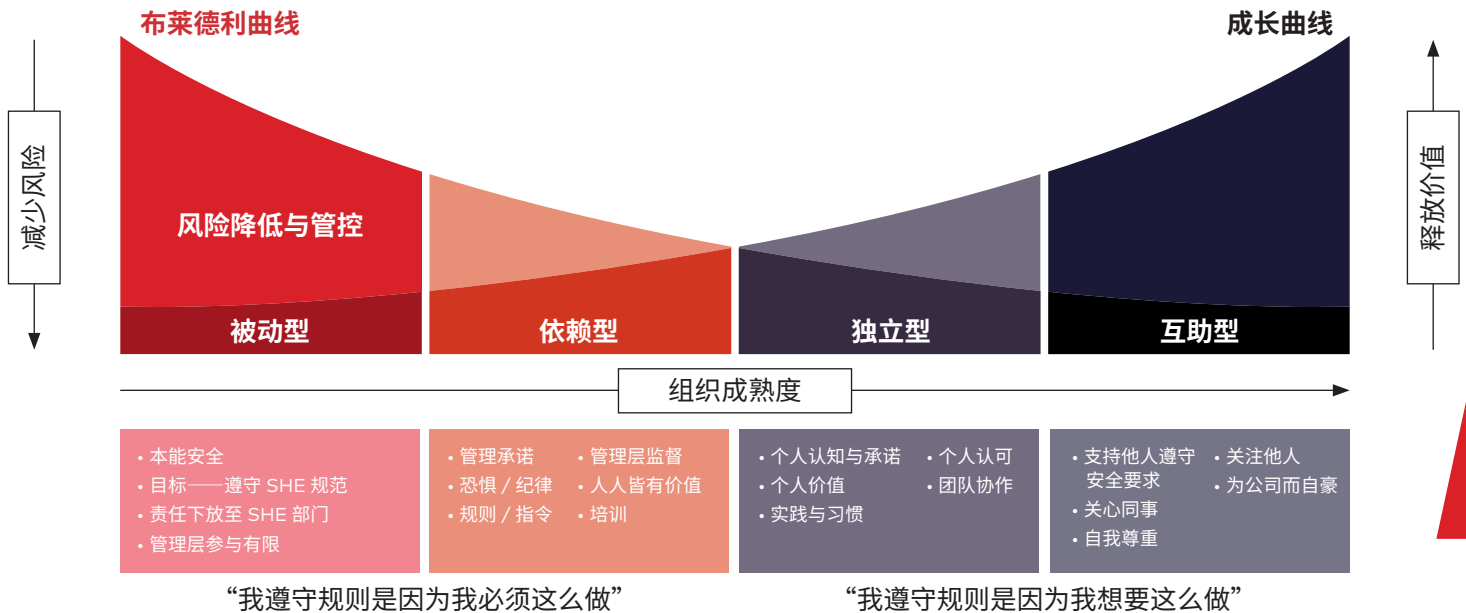 布莱德利曲线
成长曲线
减少风险
释放价值
风险降低与管控
被动型
依赖型
独立型
互助型
组织成熟度
• 本能安全
• 目标——遵守 SHE 规范
• 责任下放至 SHE 部门
• 管理层参与有限
• 管理承诺
• 恐惧 / 纪律
• 规则 / 指令
• 管理层监督
• 人人皆有价值
• 培训
• 个人认知与承诺
• 个人价值
• 实践与习惯
• 个人认可
• 团队协作
• 支持他人遵守
安全要求
• 关心同事
• 自我尊重
• 关注他人
• 为公司而自豪
“我遵守规则是因为我必须这么做”
“我遵守规则是因为我想要这么做”